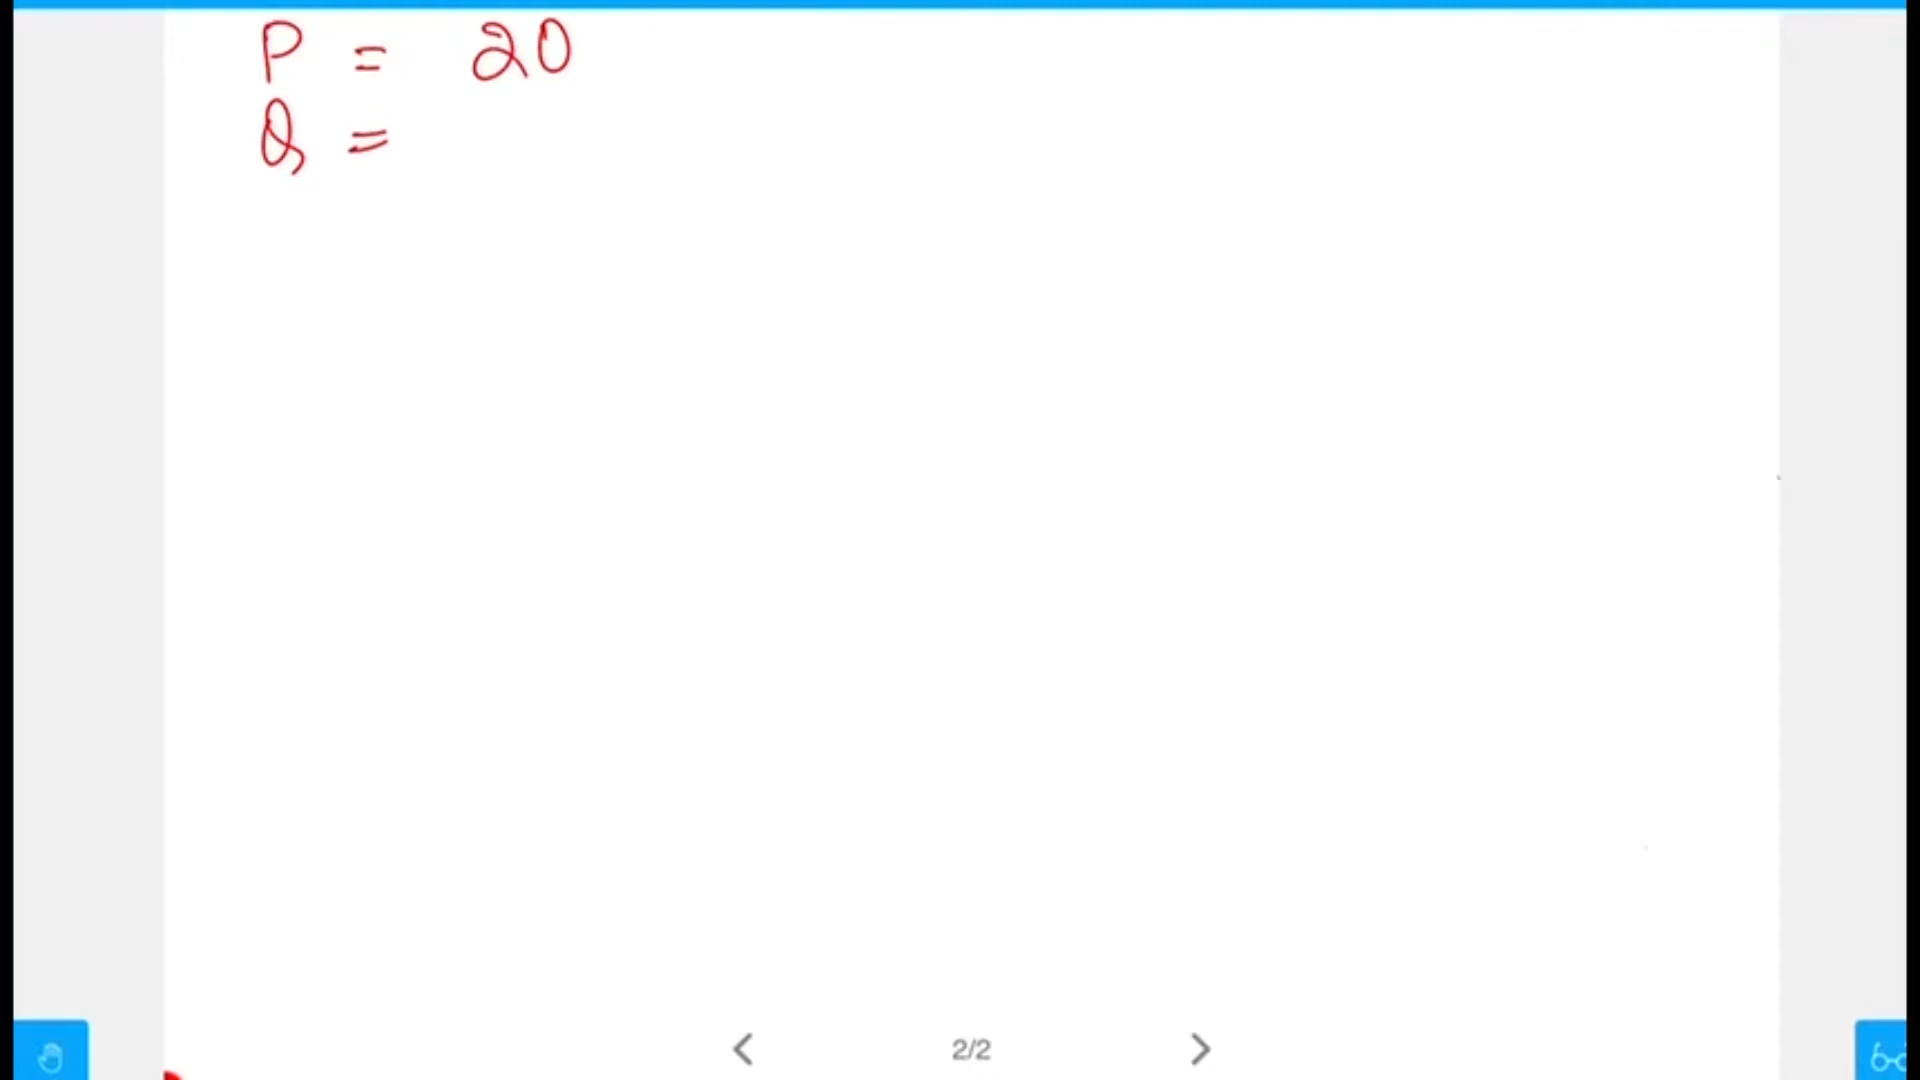 P = 20
Q =
2/2